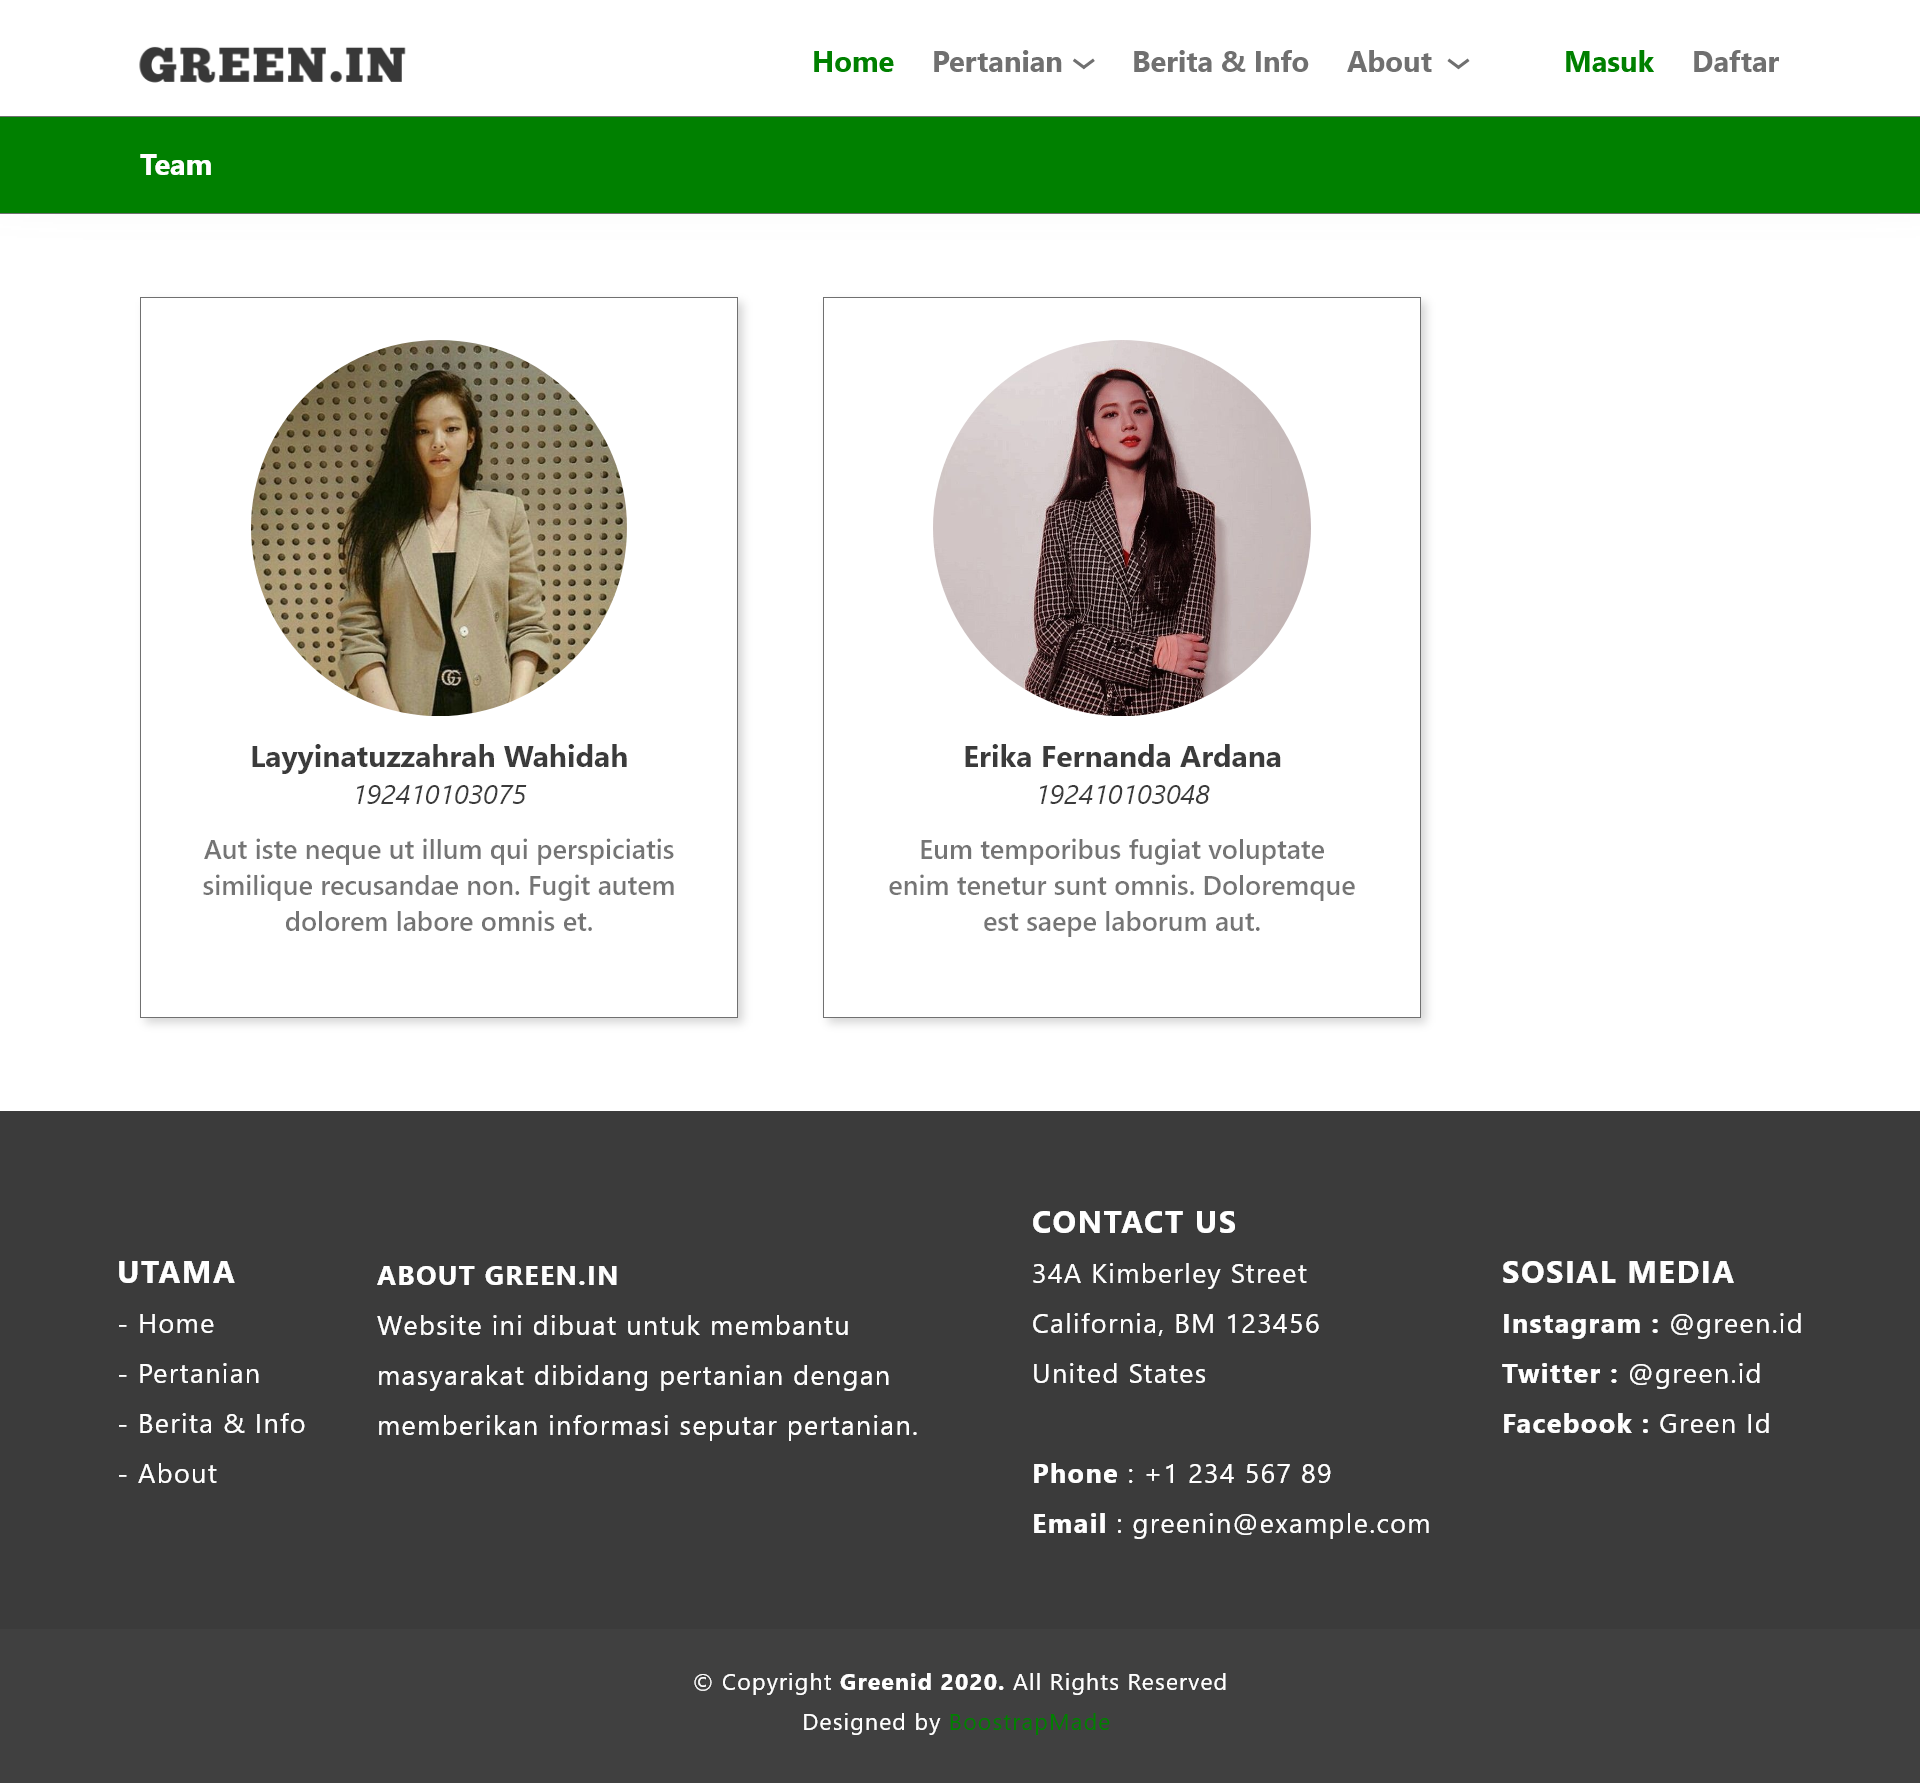 GREEN.IN
Home Pertanian Berita & Info About Masuk Daftar
Team
Layyinatuzzahrah Wahidah
192410103075
Aut iste neque ut illum qui perspiciatis
similique recusandae non. Fugit autem
dolorem labore omnis et.
Erika Fernanda Ardana
192410103048
Eum temporibus fugiat voluptate
enim tenetur sunt omnis. Doloremque
est saepe laborum aut.
UTAMA
- Home
- Pertanian
- Berita & Info
- About
ABOUT GREEN.IN
Website ini dibuat untuk membantu
masyarakat dibidang pertanian dengan
memberikan informasi seputar pertanian.
CONTACT US
34A Kimberley Street
California, BM 123456
United States
Phone : +1 234 567 89
Email : greenin@example.com
SOSIAL MEDIA
Instagram : @green.id
Twitter : @green.id
Facebook : Green Id
© Copyright Greenid 2020. All Rights Reserved
Designed by BoostrapMade